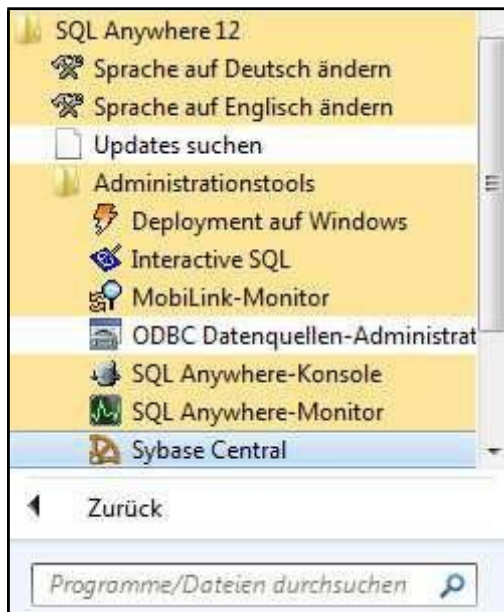 SQL Anywhere 12
Sprache auf Deutsch ändern
Sprache auf Englisch ändern
Updates suchen
Administrationstools
Deployment auf Windows
Interactive SQL
MobiLink-Monitor
ODBC Datenquellen-Administrat
SQL Anywhere-Konsole
SQL Anywhere-Monitor
Sybase Central
Zurück
Programme/Dateien durchsuchen